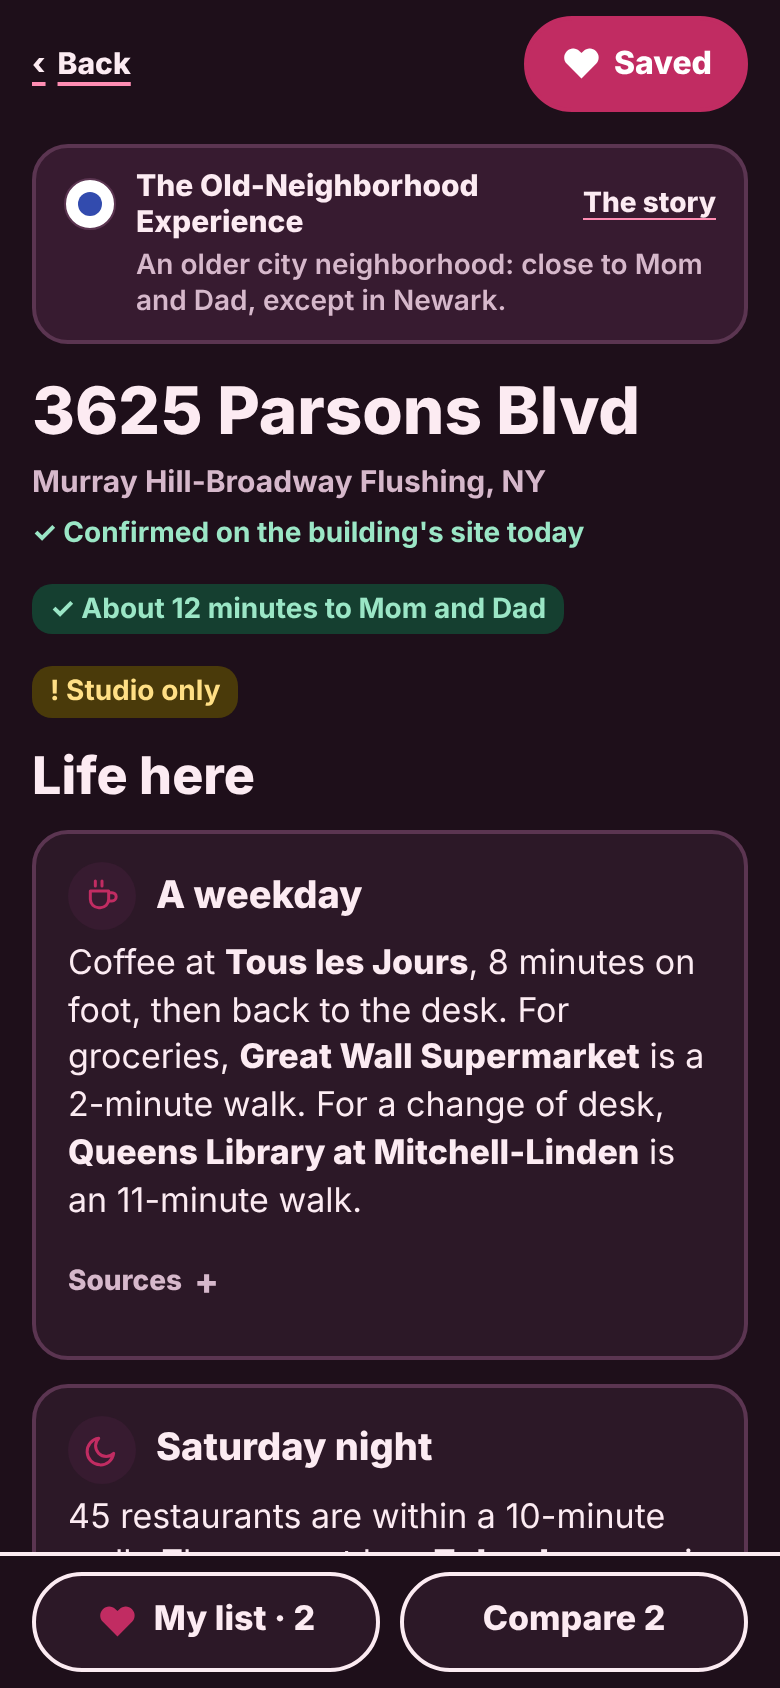 ‹ Back
Saved
The Old-Neighborhood
Experience
The story
An older city neighborhood: close to Mom
and Dad, except in Newark.
3625 Parsons Blvd
Murray Hill-Broadway Flushing, NY
✓ Confirmed on the building's site today
✓ About 12 minutes to Mom and Dad
! Studio only
Life here
A weekday
Coffee at Tous les Jours, 8 minutes on
foot, then back to the desk. For
groceries, Great Wall Supermarket is a
2-minute walk. For a change of desk,
Queens Library at Mitchell-Linden is
an 11-minute walk.
Sources +
Saturday night
45 restaurants are within a 10-minute
My list · 2
Compare 2